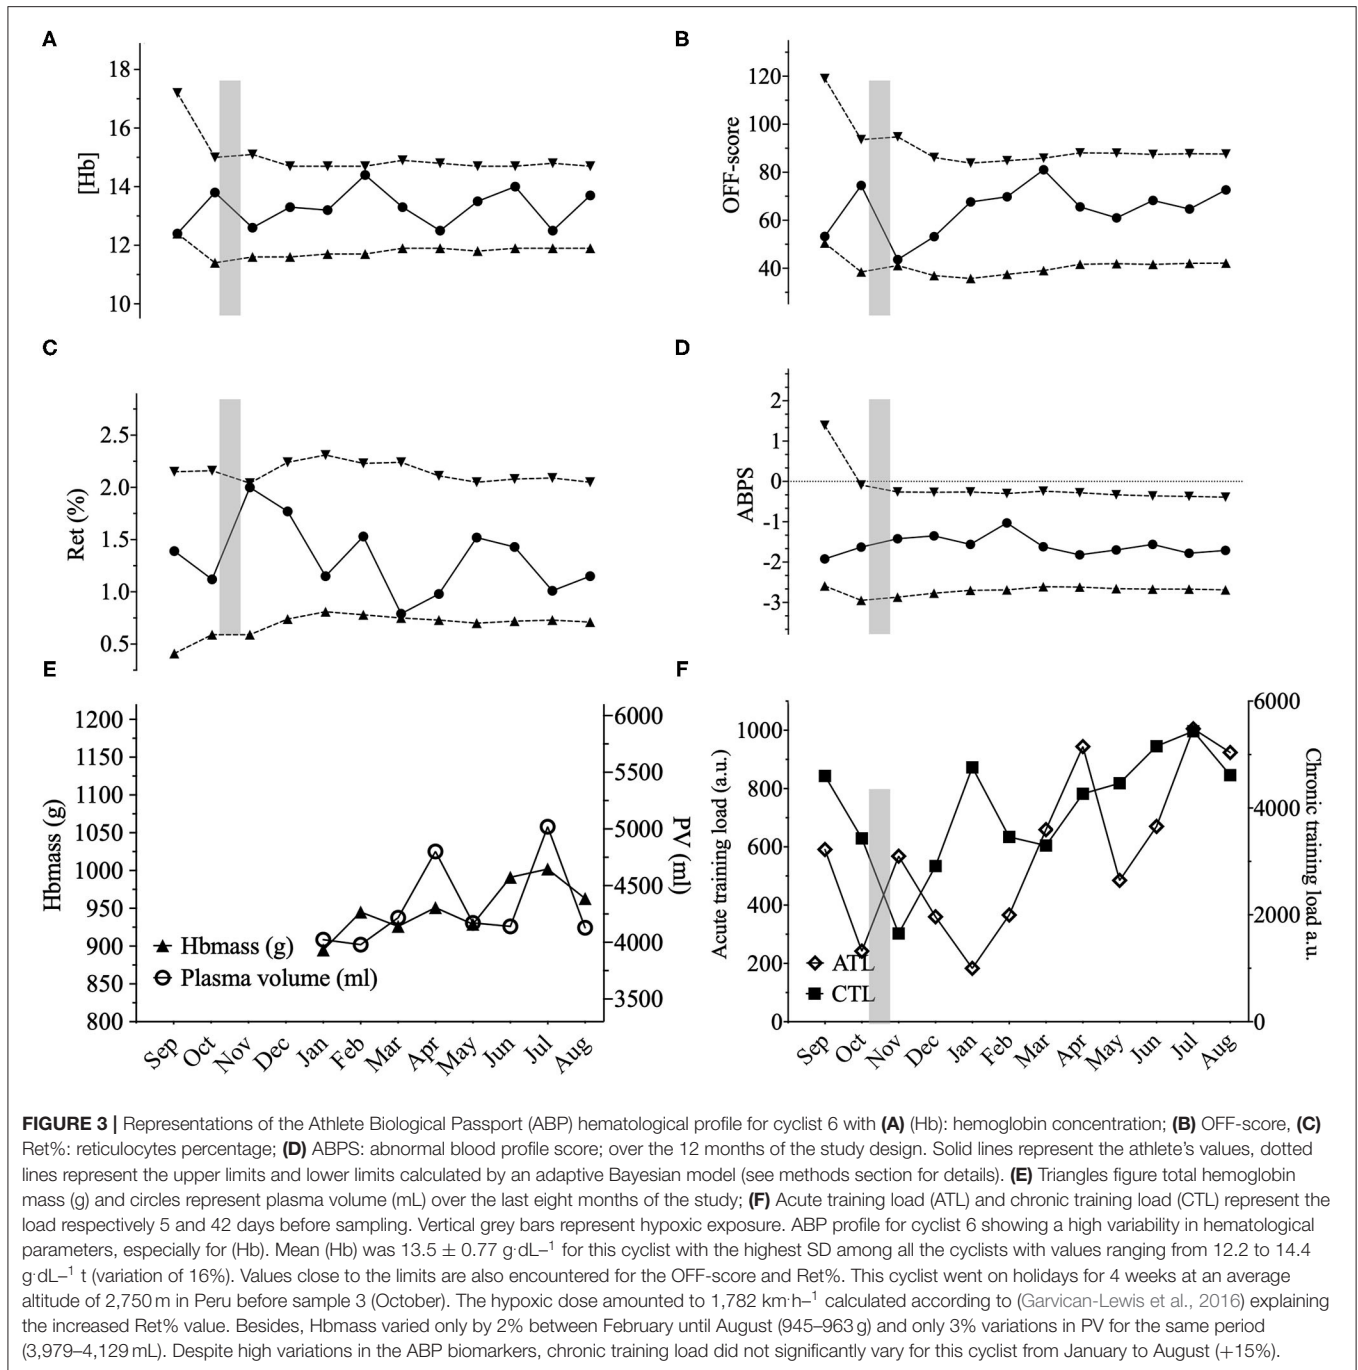 A
18
16
14
12
10
[Hb]
B
120
100
80
60
40
OFF-score
C
2.5
2.0
1.5
1.0
0.5
Ret (%)
D
2
1
0
-1
-2
-3
ABPS
E
1200
1150
1100
1050
1000
950
900
850
800
Hbmass (g)
6000
5500
5000
4500
4000
3500
PV (ml)
Hbmass (g)
Plasma volume (ml)
Sep Oct Nov Dec Jan Feb Mar Apr May Jun Jul Aug
F
1000
800
600
400
200
0
Acute training load (a.u.)
6000
4000
2000
0
Chronic training load a.u.
ATL
CTL
Sep Oct Nov Dec Jan Feb Mar Apr May Jun Jul Aug
FIGURE 3 | Representations of the Athlete Biological Passport (ABP) hematological profile for cyclist 6 with (A) (Hb): hemoglobin concentration; (B) OFF-score, (C)
Ret%: reticulocytes percentage; (D) ABPS: abnormal blood profile score; over the 12 months of the study design. Solid lines represent the athlete's values, dotted
lines represent the upper limits and lower limits calculated by an adaptive Bayesian model (see methods section for details). (E) Triangles figure total hemoglobin
mass (g) and circles represent plasma volume (mL) over the last eight months of the study; (F) Acute training load (ATL) and chronic training load (CTL) represent the
load respectively 5 and 42 days before sampling. Vertical grey bars represent hypoxic exposure. ABP profile for cyclist 6 showing a high variability in hematological
parameters, especially for (Hb). Mean (Hb) was 13.5 ± 0.77 g·dL–¹ for this cyclist with the highest SD among all the cyclists with values ranging from 12.2 to 14.4
g·dL–¹ t (variation of 16%). Values close to the limits are also encountered for the OFF-score and Ret%. This cyclist went on holidays for 4 weeks at an average
altitude of 2,750 m in Peru before sample 3 (October). The hypoxic dose amounted to 1,782 km·h–¹ calculated according to (Garvican-Lewis et al., 2016) explaining
the increased Ret% value. Besides, Hbmass varied only by 2% between February until August (945–963 g) and only 3% variations in PV for the same period
(3,979–4,129 mL). Despite high variations in the ABP biomarkers, chronic training load did not significantly vary for this cyclist from January to August (+15%).